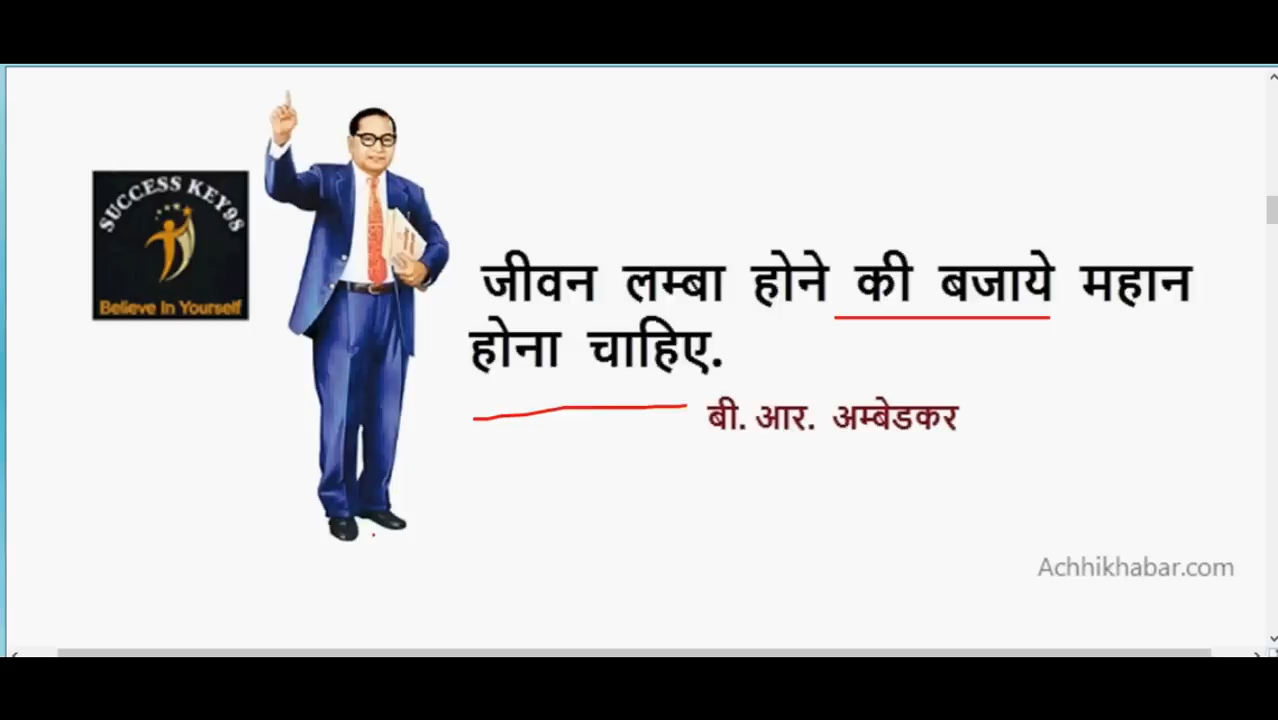 SUCCESS KEY98
Believe In Yourself
जीवन लम्बा होने की बजाये महान
होना चाहिए.
बी. आर. अम्बेडकर
Achhikhabar.com